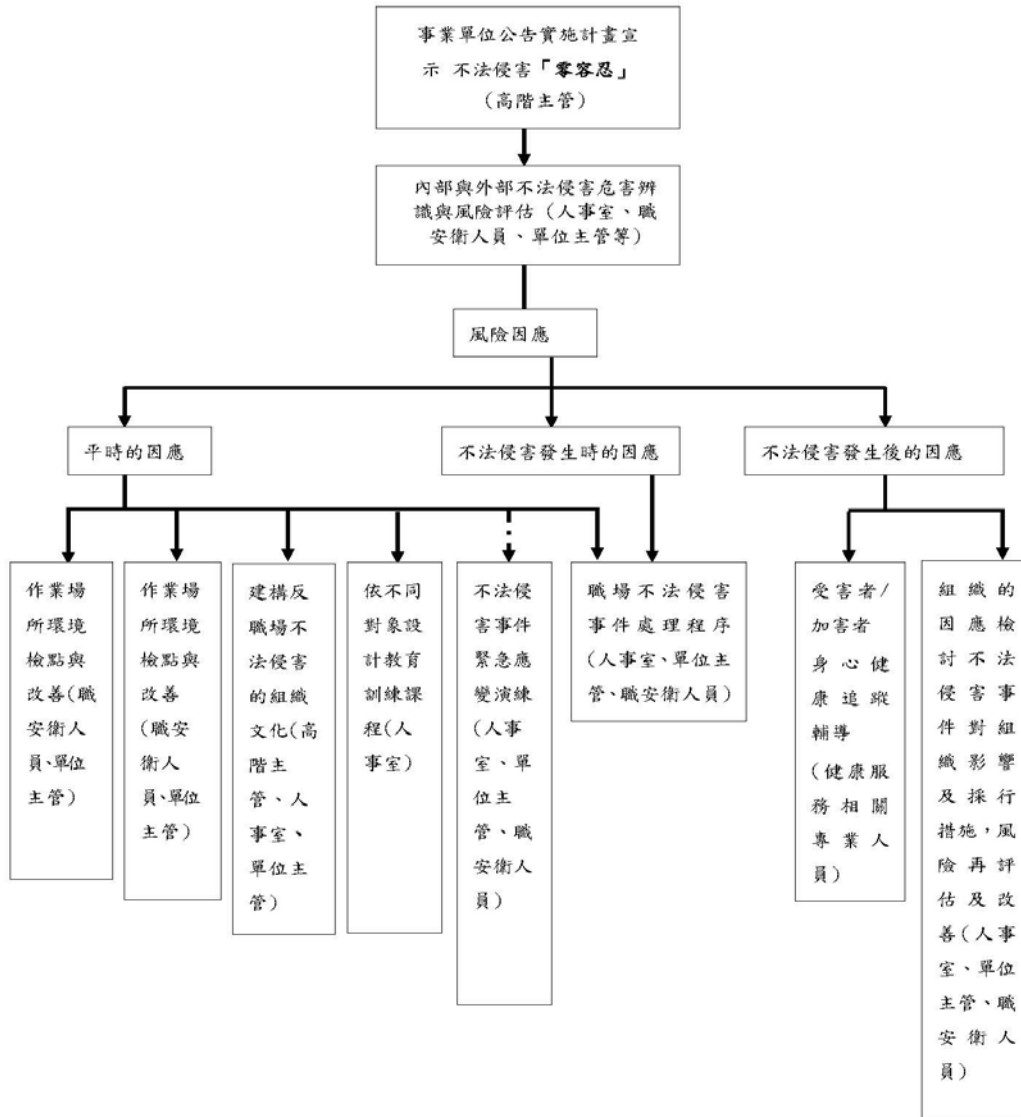 事業單位公告實施計畫宣
示 不法侵害「零容忍」
(高階主管)
內部與外部不法侵害危害辨
識與風險評估(人事室、職
安衛人員、單位主管等)
風險因應
平時的因應
不法侵害發生時的因應
不法侵害發生後的因應
作業場
所環境
檢點與
改善(職
安衛人
員、單位
主管)
作業場
所環境
檢點與
改善
(職安
衛人
員、單位
主管)
建構反
職場不
法侵害
的組織
文化(高
階主
管、人
事室、
單位主
管)
依不同
對象設
計教育
訓練課
程(人
事室)
不法侵
害事件
緊急應
變演練
(人事
室、單
位主
管、職
安衛人
員)
職場不法侵害
事件處理程序
(人事室、單位主
管、職安衛人員)
受害者/
加害者
身心健
康追蹤
輔導
(健康服
務相關
專業人
員)
組織的
因應檢
討不法
侵害事
件對組
織影響
及採行
措施,風
險再評
估及改
善(人事
室、單位
主管、職
安衛人
員)